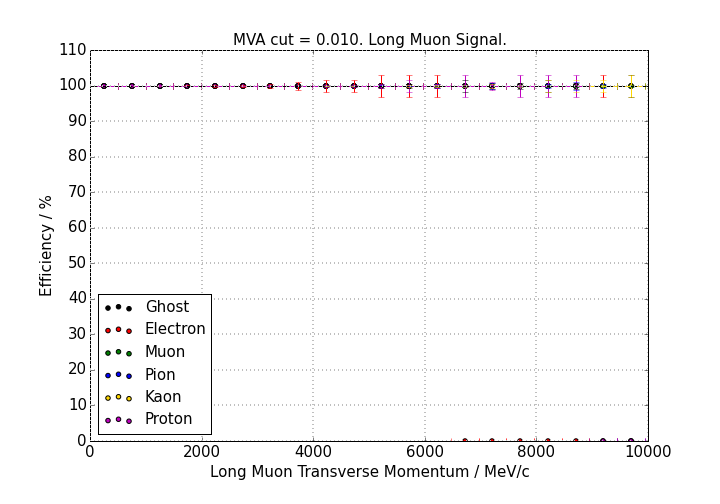 MVA cut = 0.010. Long Muon Signal.
110
100
90
80
70
60
50
40
30
20
10
0
Efficiency / %
Ghost
Electron
Muon
Pion
Kaon
Proton
0 2000 4000 6000 8000 10000
Long Muon Transverse Momentum / MeV/c